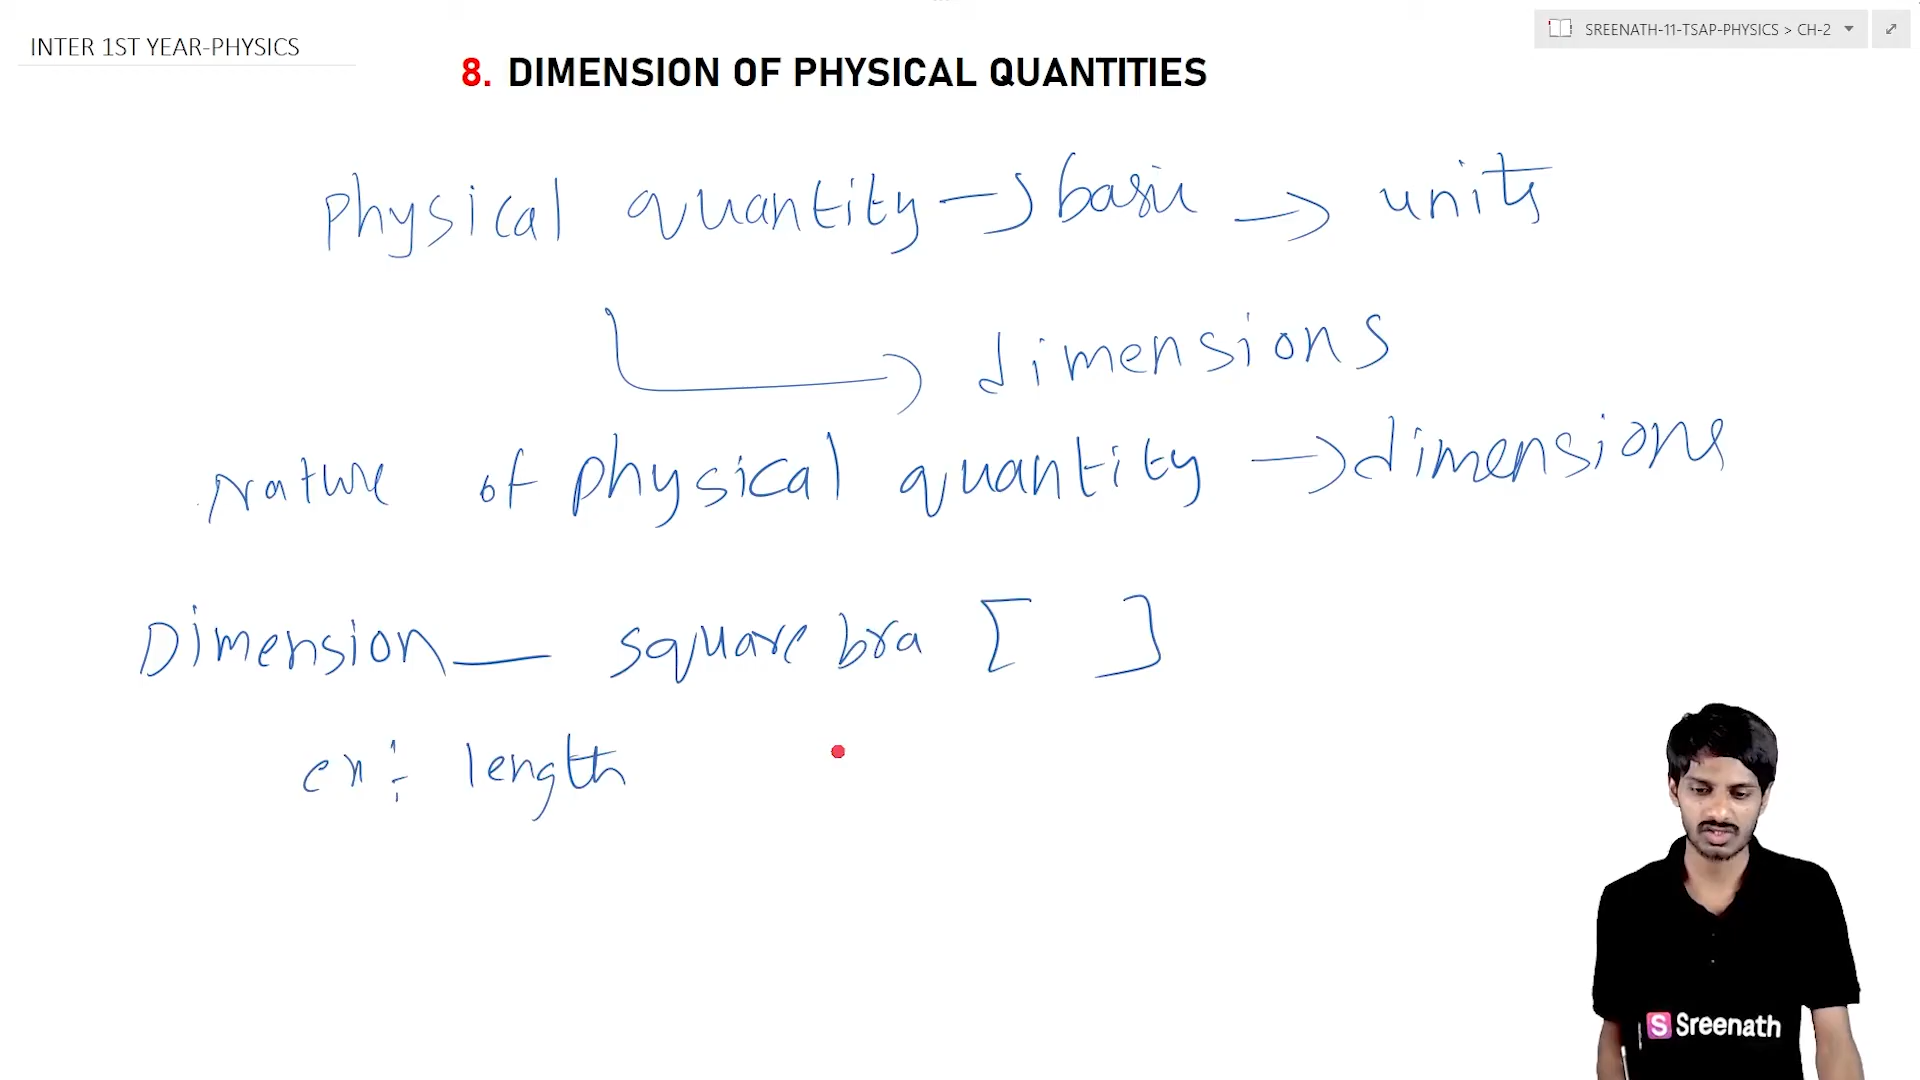 INTER 1ST YEAR-PHYSICS
SREENATH-11-TSAP-PHYSICS > CH-2
8. DIMENSION OF PHYSICAL QUANTITIES
Physical quantity → basic → units
→ dimensions
Nature of physical quantity → dimensions
Dimension — square bra [ ]
ex: length
S Sreenath